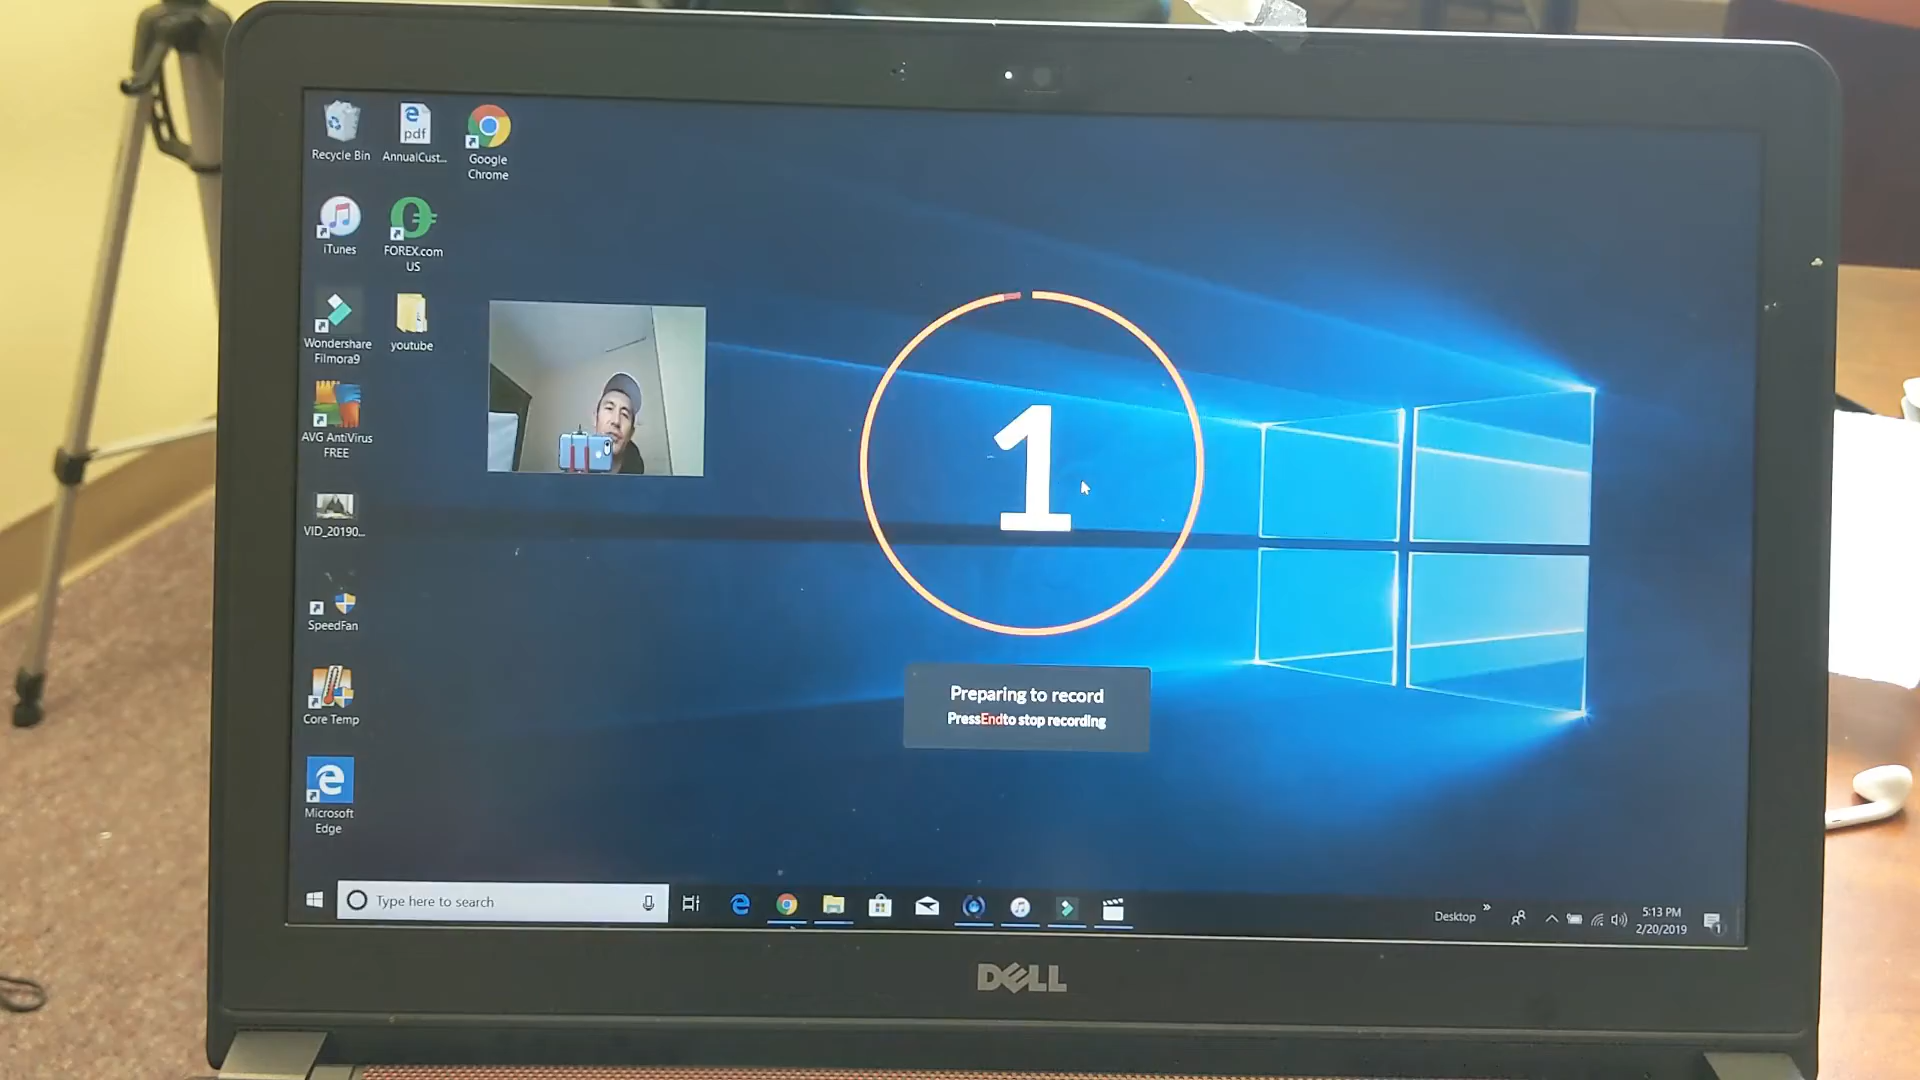 Recycle Bin
pdf
AnnualCust...
Google
Chrome
iTunes
FOREX.com
US
Wondershare
Filmora9
youtube
AVG AntiVirus
FREE
VID_20190...
SpeedFan
Core Temp
Microsoft
Edge
1
Preparing to record
PressEndto stop recording
Type here to search
Desktop
5:13 PM
2/20/2019
1
DELL